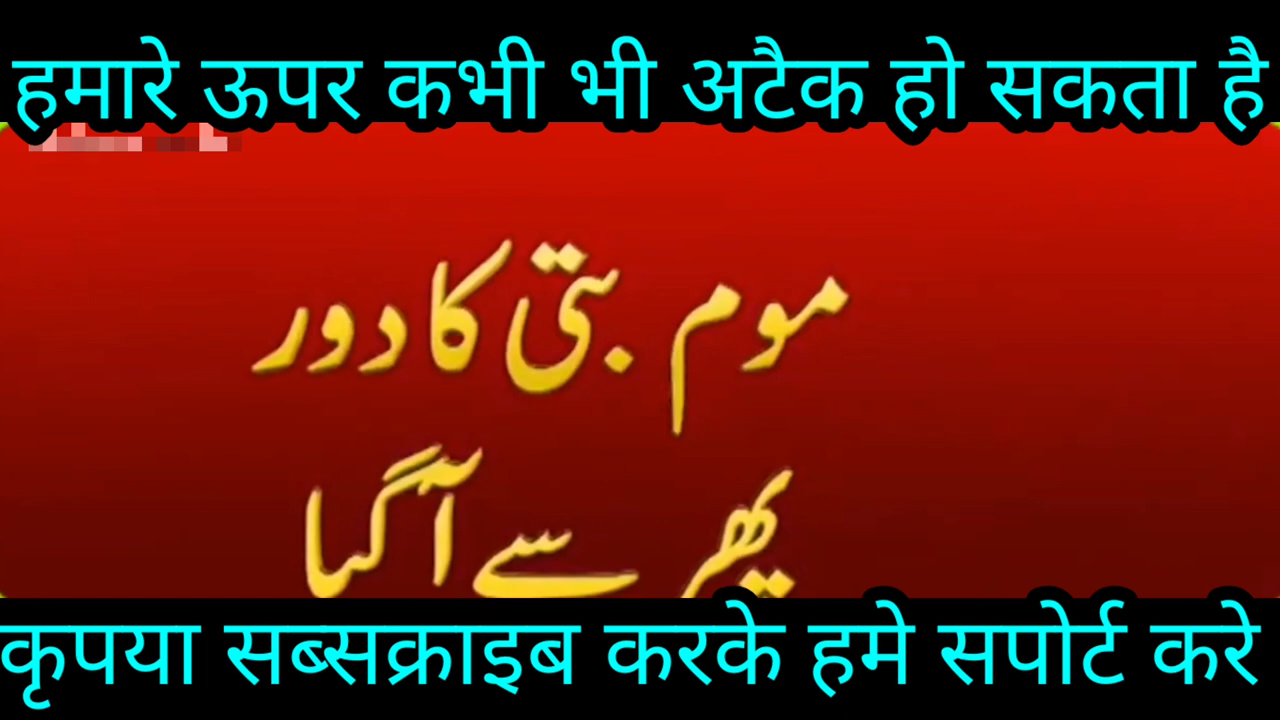 हमारे ऊपर कभी भी अटैक हो सकता है
موم بتی کا دور
پھر سے آگیا
कृपया सब्सक्राइब करके हमे सपोर्ट करे